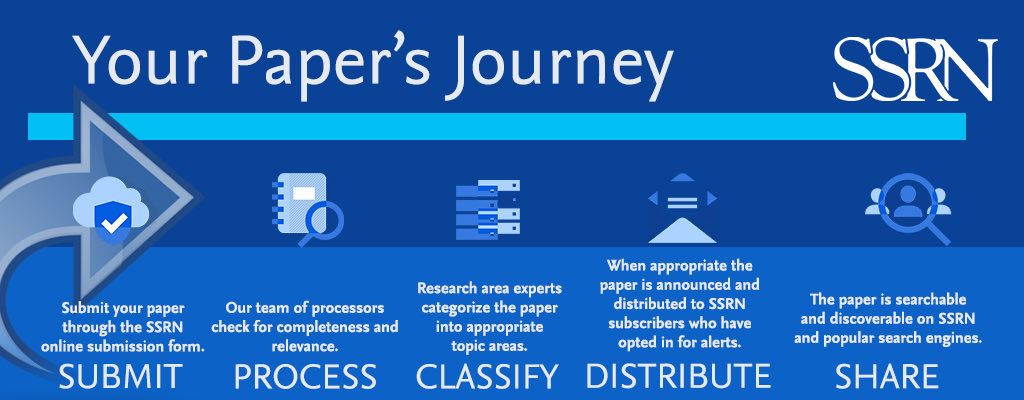 Your Paper's Journey
SSRN
Submit your paper
through the SSRN
online submission form.
SUBMIT
Our team of processors
check for completeness and
relevance.
PROCESS
Research area experts
categorize the paper
into appropriate
topic areas.
CLASSIFY
When appropriate the
paper is announced and
distributed to SSRN
subscribers who have
opted in for alerts.
DISTRIBUTE
The paper is searchable
and discoverable on SSRN
and popular search engines.
SHARE